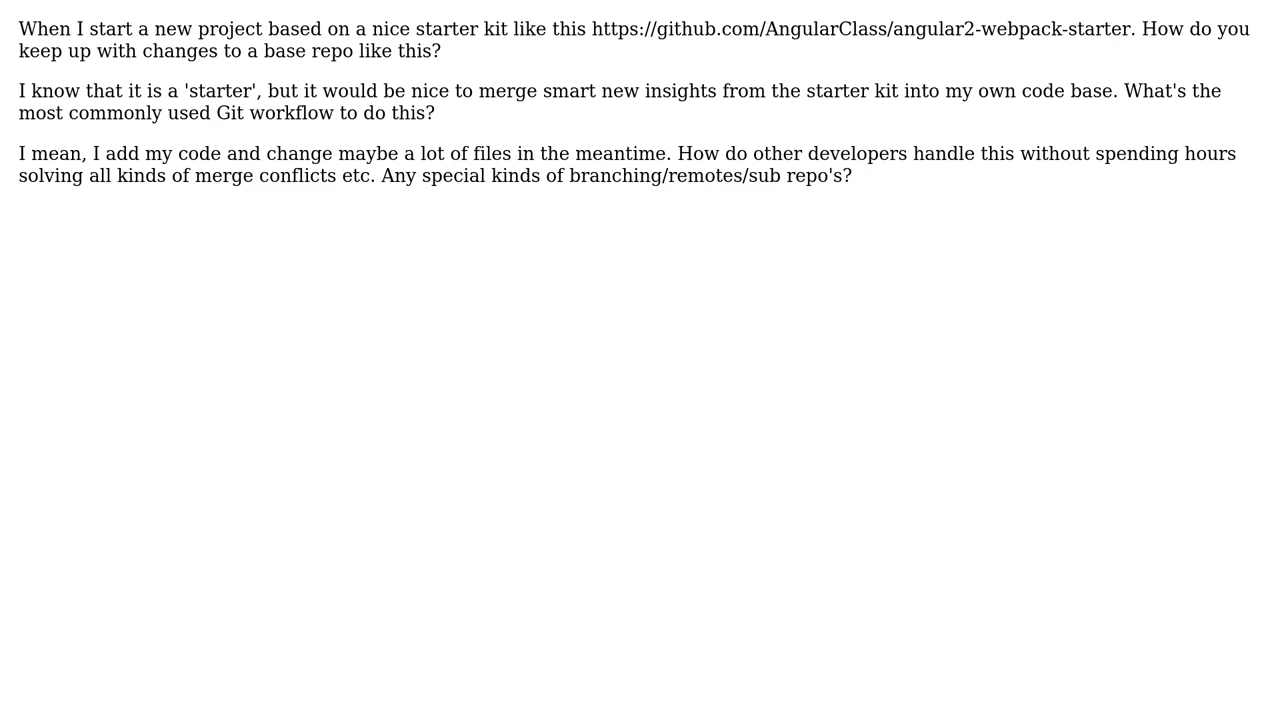 When I start a new project based on a nice starter kit like this https://github.com/AngularClass/angular2-webpack-starter. How do you
keep up with changes to a base repo like this?
I know that it is a 'starter', but it would be nice to merge smart new insights from the starter kit into my own code base. What's the
most commonly used Git workflow to do this?
I mean, I add my code and change maybe a lot of files in the meantime. How do other developers handle this without spending hours
solving all kinds of merge conflicts etc. Any special kinds of branching/remotes/sub repo's?